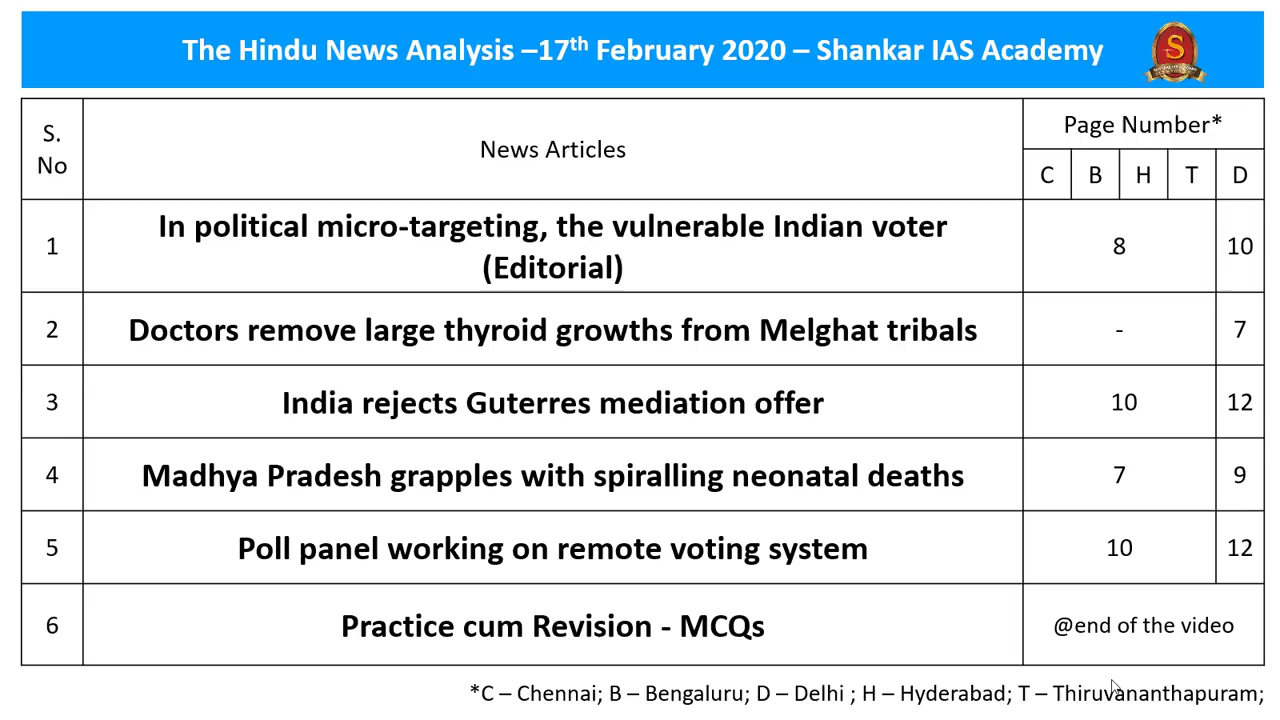 The Hindu News Analysis –17th February 2020 – Shankar IAS Academy
S
S. No
News Articles
Page Number*
C B H T D
1
In political micro-targeting, the vulnerable Indian voter
(Editorial)
8
10
2
Doctors remove large thyroid growths from Melghat tribals
-
7
3
India rejects Guterres mediation offer
10
12
4
Madhya Pradesh grapples with spiralling neonatal deaths
7
9
5
Poll panel working on remote voting system
10
12
6
Practice cum Revision - MCQs
@end of the video
*C – Chennai; B – Bengaluru; D – Delhi ; H – Hyderabad; T – Thiruvananthapuram;